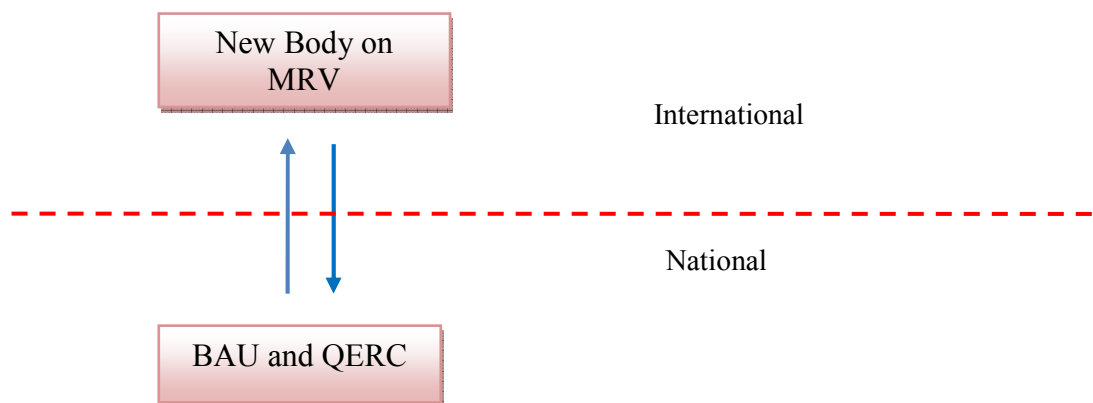 New Body on
MRV
International
National
BAU and QERC